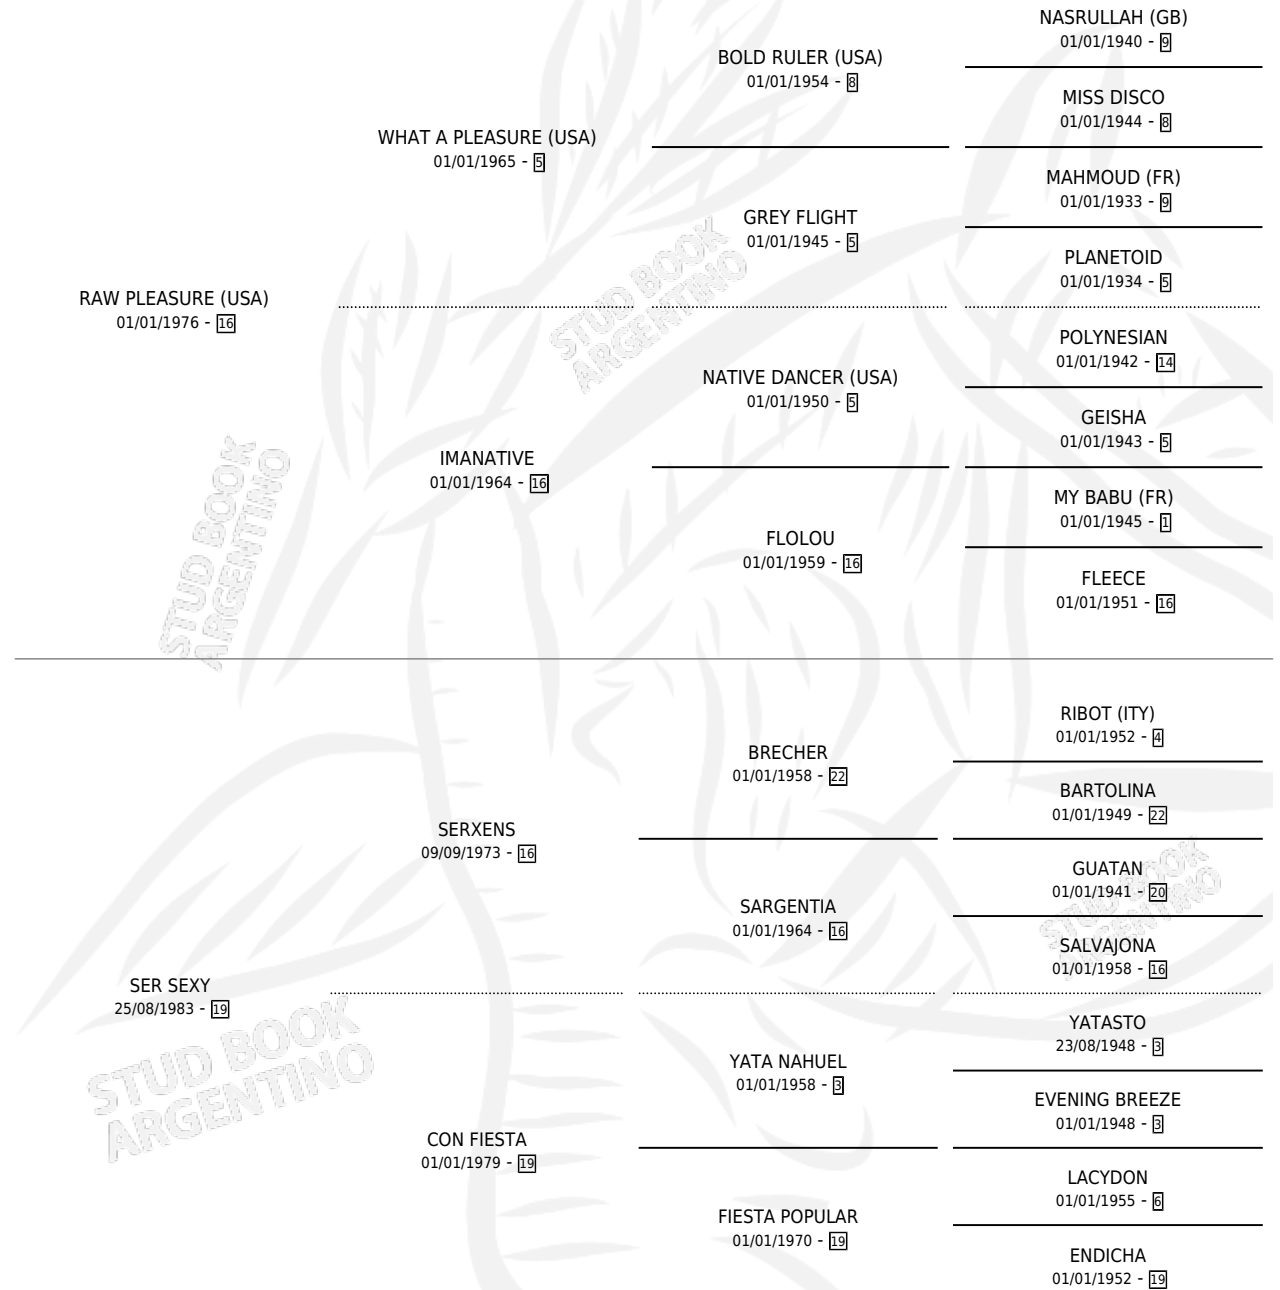 NASRULLAH (GB)
01/01/1940 - 9
BOLD RULER (USA)
01/01/1954 - 8
MISS DISCO
01/01/1944 - 8
WHAT A PLEASURE (USA)
01/01/1965 - 5
MAHMOUD (FR)
01/01/1933 - 9
GREY FLIGHT
01/01/1945 - 5
PLANETOID
01/01/1934 - 5
RAW PLEASURE (USA)
01/01/1976 - 16
POLYNESIAN
01/01/1942 - 14
NATIVE DANCER (USA)
01/01/1950 - 5
GEISHA
01/01/1943 - 5
IMANATIVE
01/01/1964 - 16
MY BABU (FR)
01/01/1945 - 1
FLOLOU
01/01/1959 - 16
FLEECE
01/01/1951 - 16
RIBOT (ITY)
01/01/1952 - 4
BRECHER
01/01/1958 - 22
BARTOLINA
01/01/1949 - 22
SERXENS
09/09/1973 - 16
GUATAN
01/01/1941 - 20
SARGENTIA
01/01/1964 - 16
SALVAJONA
01/01/1958 - 16
SER SEXY
25/08/1983 - 19
YATASTO
23/08/1948 - 3
YATA NAHUEL
01/01/1958 - 3
EVENING BREEZE
01/01/1948 - 3
CON FIESTA
01/01/1979 - 19
LACYDON
01/01/1955 - 6
FIESTA POPULAR
01/01/1970 - 19
ENDICHA
01/01/1952 - 19
STUD BOOK
ARGENTINO
STUD BOOK
ARGENTINO
STUD BOOK
ARGENTINO
STUD BOOK
ARGENTINO